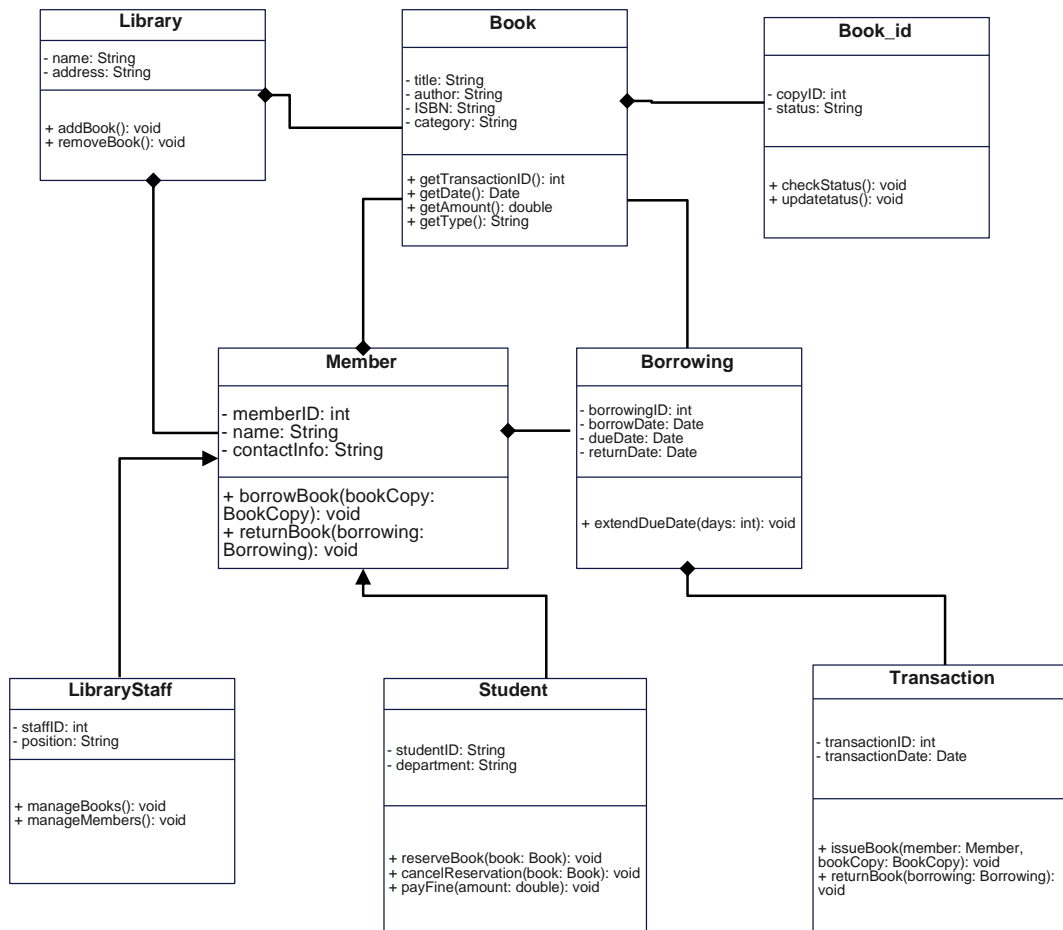 Library
- name: String
- address: String
+ addBook(): void
+ removeBook(): void
Book
- title: String
- author: String
- ISBN: String
- category: String
+ getTransactionID(): int
+ getDate(): Date
+ getAmount(): double
+ getType(): String
Book_id
- copyID: int
- status: String
+ checkStatus(): void
+ updatetatus(): void
Member
- memberID: int
- name: String
- contactInfo: String
+ borrowBook(bookCopy:
BookCopy): void
+ returnBook(borrowing:
Borrowing): void
Borrowing
- borrowingID: int
- borrowDate: Date
- dueDate: Date
- returnDate: Date
+ extendDueDate(days: int): void
LibraryStaff
- staffID: int
- position: String
+ manageBooks(): void
+ manageMembers(): void
Student
- studentID: String
- department: String
+ reserveBook(book: Book): void
+ cancelReservation(book: Book): void
+ payFine(amount: double): void
Transaction
- transactionID: int
- transactionDate: Date
+ issueBook(member: Member,
bookCopy: BookCopy): void
+ returnBook(borrowing: Borrowing):
void